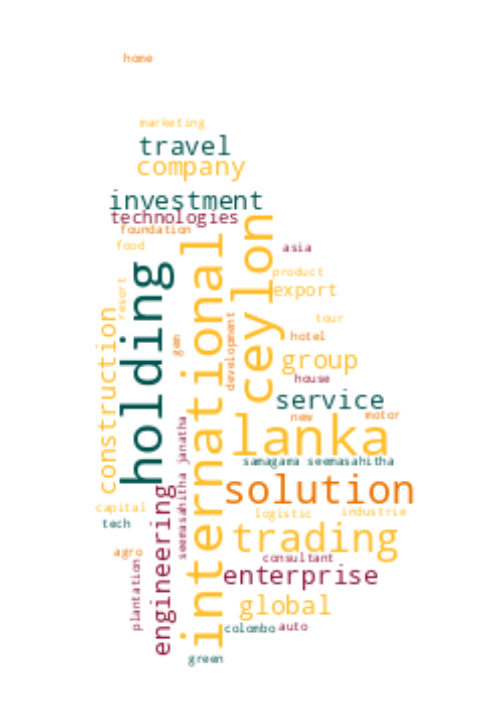 home
marketing
travel
company
investment
technologies
foundation
food
asia
ceylon
international
holding
product
export
resort
construction
tour
gem
development
hotel
group
house
service
new
motor
lanka
seemasahitha janatha
samagama seemasahitha
solution
engineering
capital
logistic
industrie
tech
trading
agro
consultant
plantation
enterprise
global
colombo
auto
green